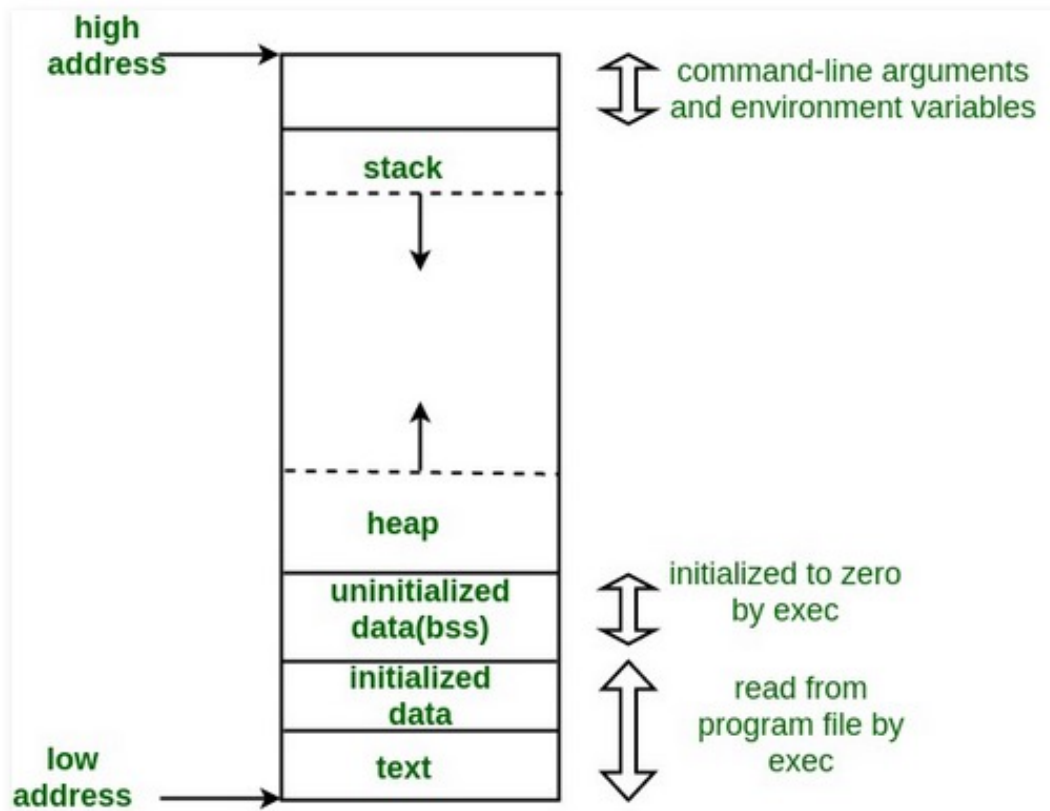 high
address
command-line arguments
and environment variables
stack
heap
uninitialized
data(bss)
initialized to zero
by exec
initialized
data
read from
program file by
exec
low
address
text